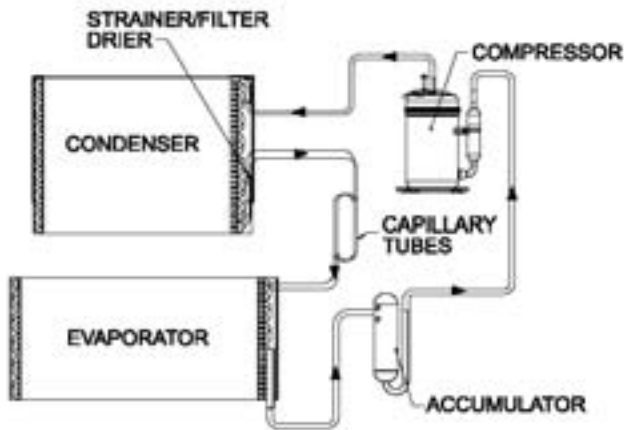 STRAINER/FILTER
DRIER
COMPRESSOR
CONDENSER
CAPILLARY
TUBES
EVAPORATOR
ACCUMULATOR